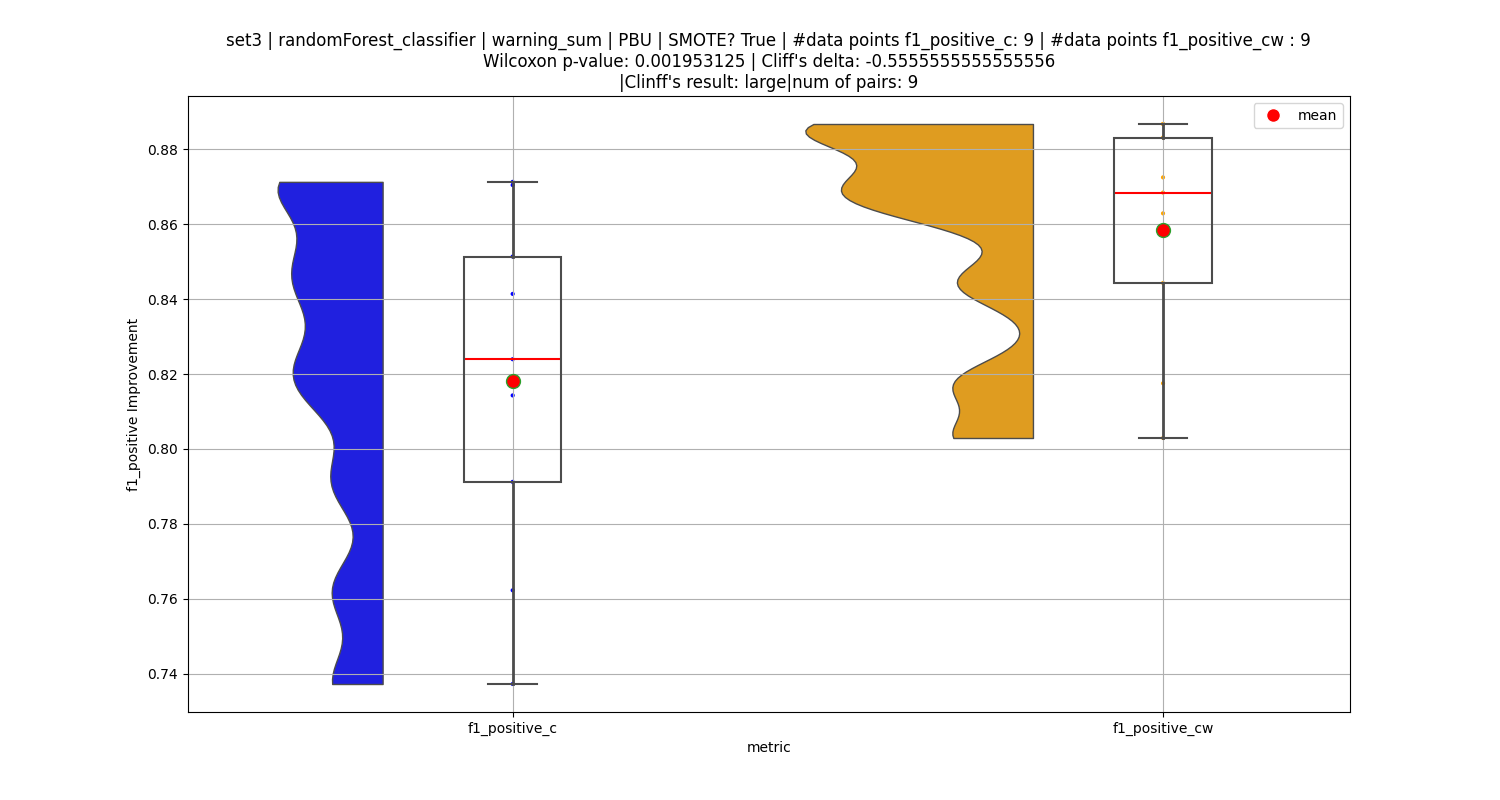 set3 | randomForest_classifier | warning_sum | PBU | SMOTE? True | #data points f1_positive_c: 9 | #data points f1_positive_cw : 9
Wilcoxon p-value: 0.001953125 | Cliff's delta: -0.5555555555555556
|Clinff's result: large|num of pairs: 9
mean
0.88
0.86
0.84
0.82
0.80
0.78
0.76
0.74
f1_positive Improvement
f1_positive_c
f1_positive_cw
metric